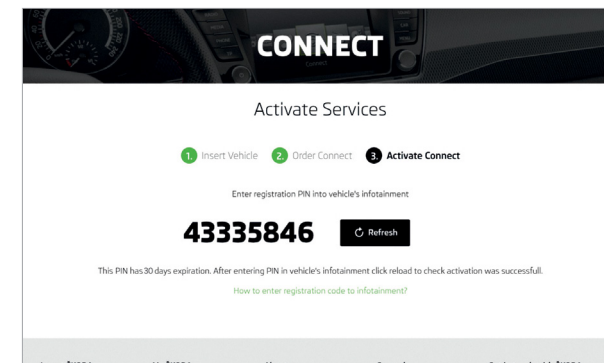 CONNECT
Activate Services
1. Insert Vehicle 2. Order Connect 3. Activate Connect
Enter registration PIN into vehicle's infotainment
43335846 Refresh
This PIN has 30 days expiration. After entering PIN in vehicle's infotainment click reload to check activation was successfull.
How to enter registration code to infotainment?